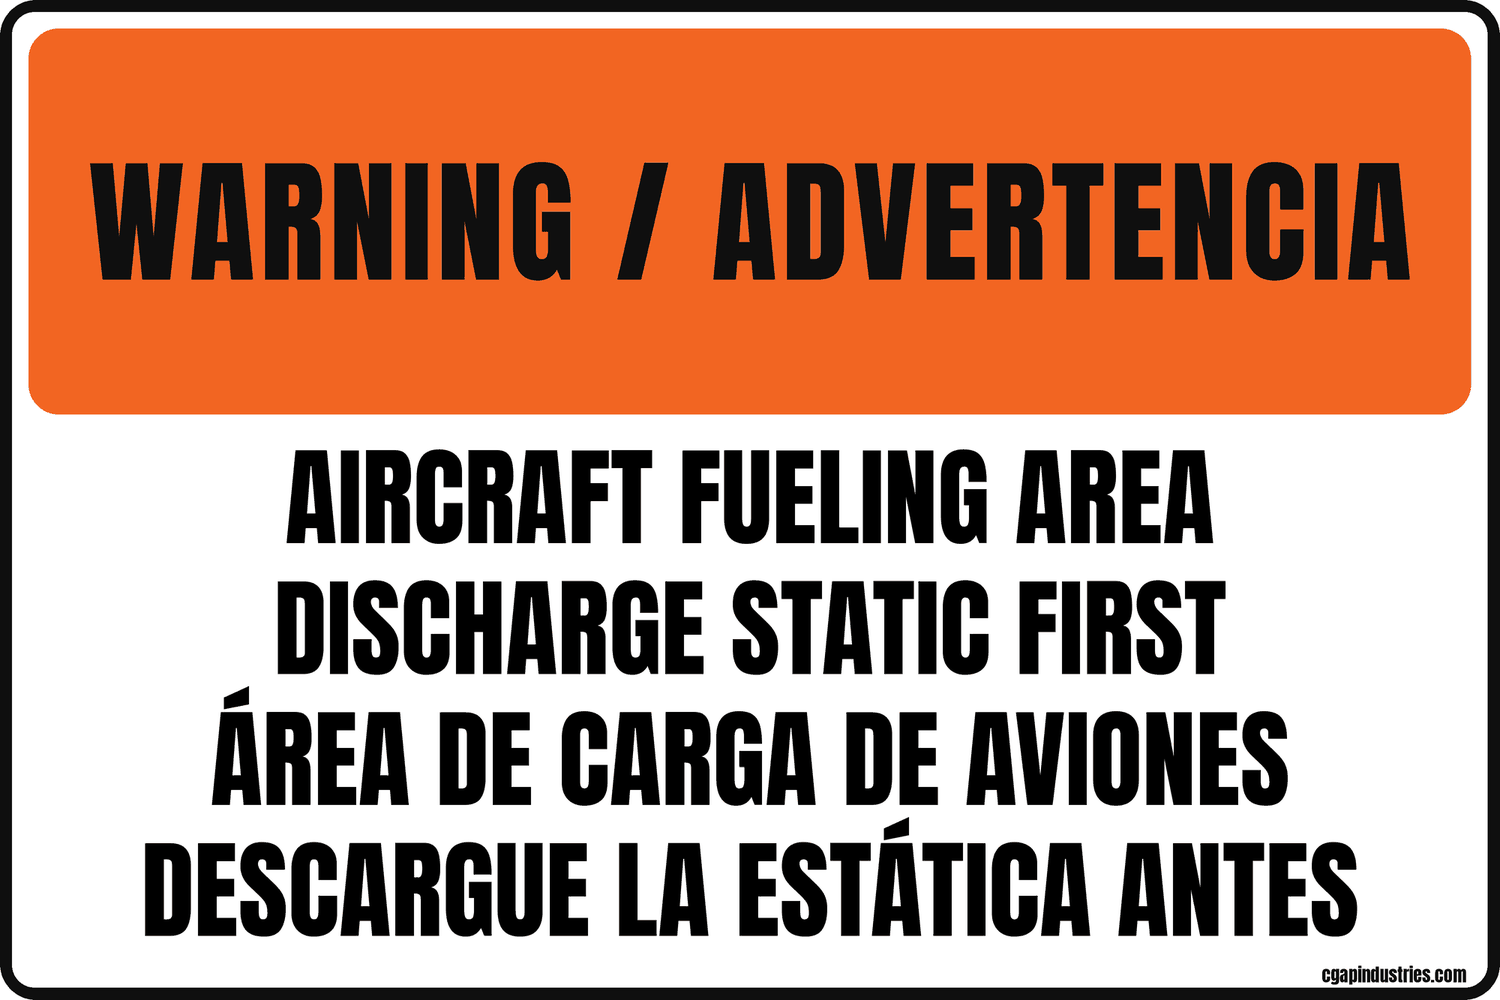 WARNING / ADVERTENCIA
AIRCRAFT FUELING AREA
DISCHARGE STATIC FIRST
ÁREA DE CARGA DE AVIONES
DESCARGUE LA ESTÁTICA ANTES
cgapindustries.com